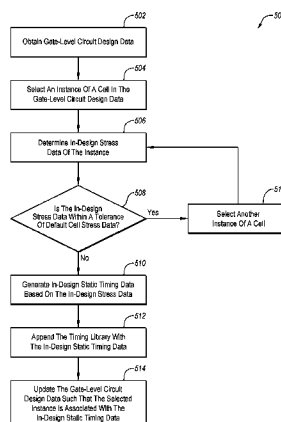 502
50
Obtain Gate-Level Circuit Design Data
504
Select An Instance Of A Cell In The
Gate-Level Circuit Design Data
506
Determine In-Design Stress
Data Of The Instance
508
Is The In-Design
Stress Data Within A Tolerance
Of Default Cell Stress Data?
Yes
51
Select Another
Instance Of A Cell
No
510
Generate In-Design Static Timing Data
Based On The In-Design Stress Data
512
Append The Timing Library With
The In-Design Static Timing Data
514
Update The Gate-Level Circuit
Design Data Such That The Selected
Instance Is Associated With The
In-Design Static Timing Data